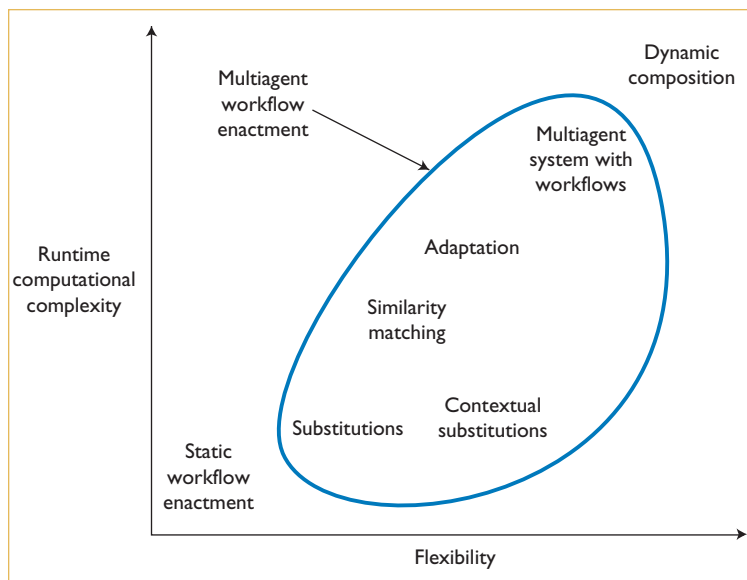 Dynamic
composition
Multiagent
workflow
enactment
Multiagent
system with
workflows
Adaptation
Runtime
computational
complexity
Similarity
matching
Contextual
substitutions
Substitutions
Static
workflow
enactment
Flexibility